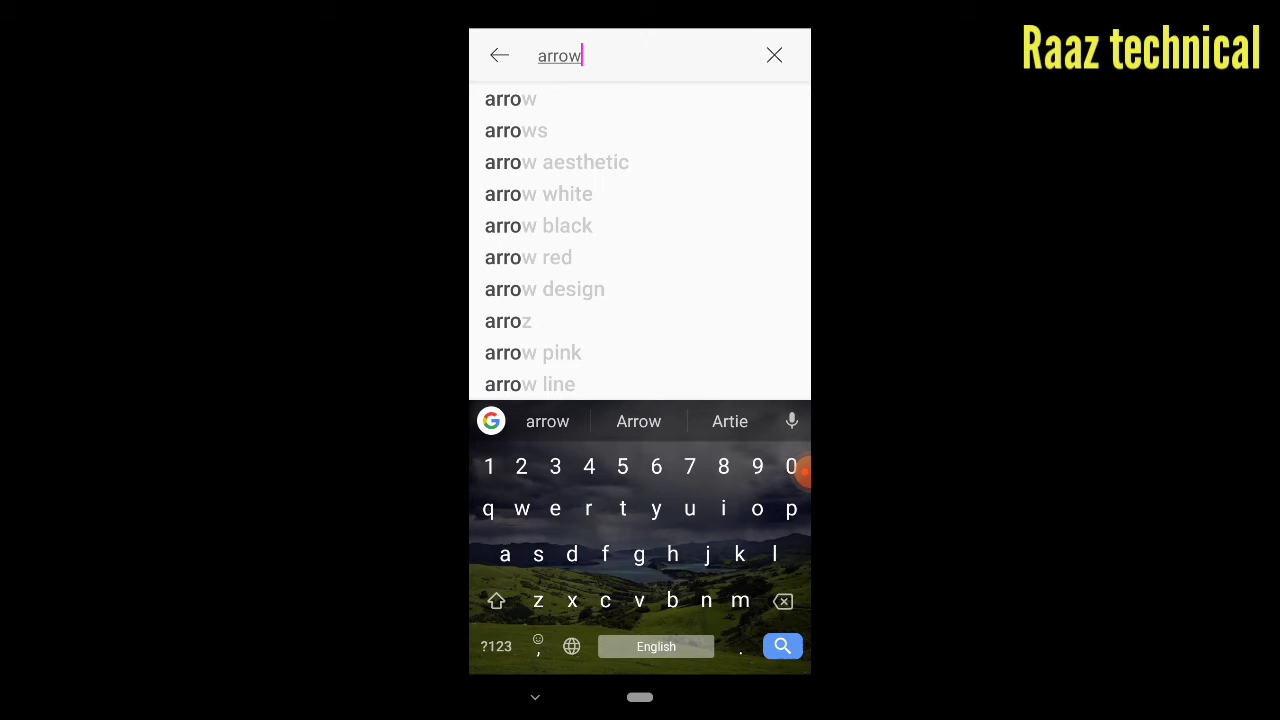 Raaz technical
arrow
arrow
arrows
arrow aesthetic
arrow white
arrow black
arrow red
arrow design
arroz
arrow pink
arrow line
arrow Arrow Artie
1 2 3 4 5 6 7 8 9 0
q w e r t y u i o p
a s d f g h j k l
z x c v b n m
?123 , English .